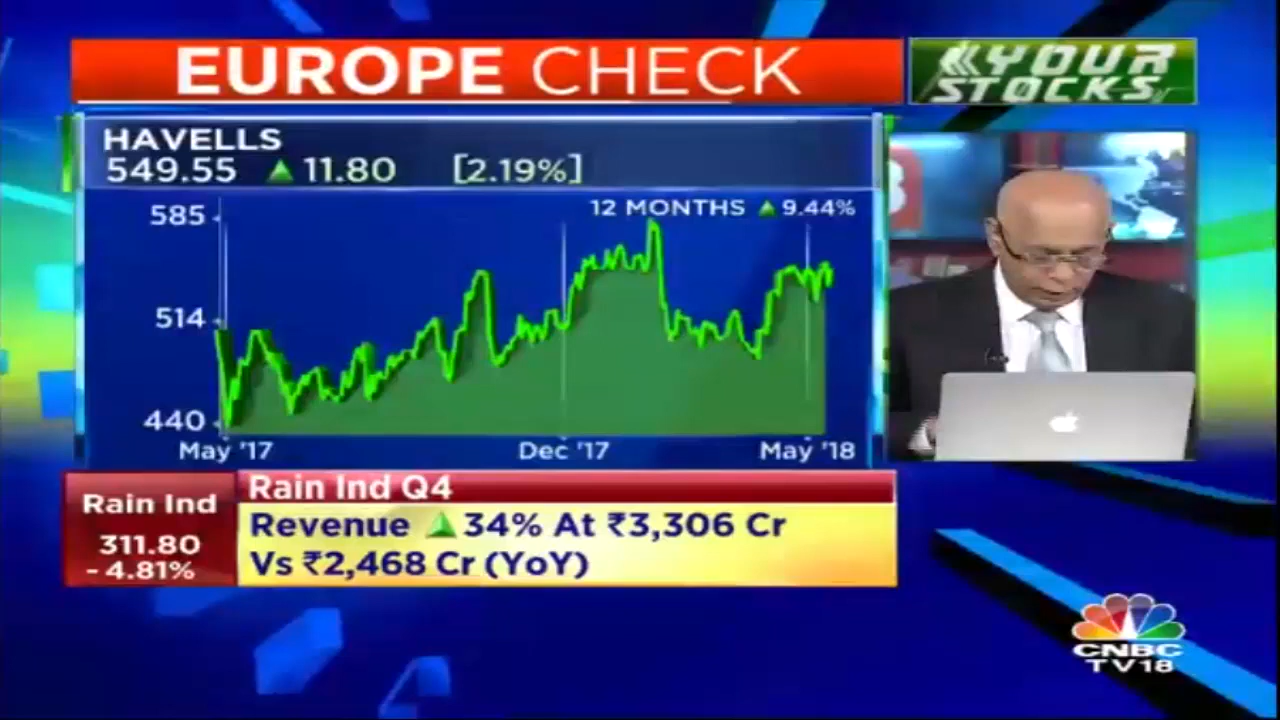 EUROPE CHECK
YOUR
STOCKS
HAVELLS
549.55 ▲ 11.80 [2.19%]
12 MONTHS ▲ 9.44%
585
514
440
May '17 Dec '17 May '18
Rain Ind
311.80
- 4.81%
Rain Ind Q4
Revenue ▲ 34% At ₹3,306 Cr
Vs ₹2,468 Cr (YoY)
CNBC
TV18